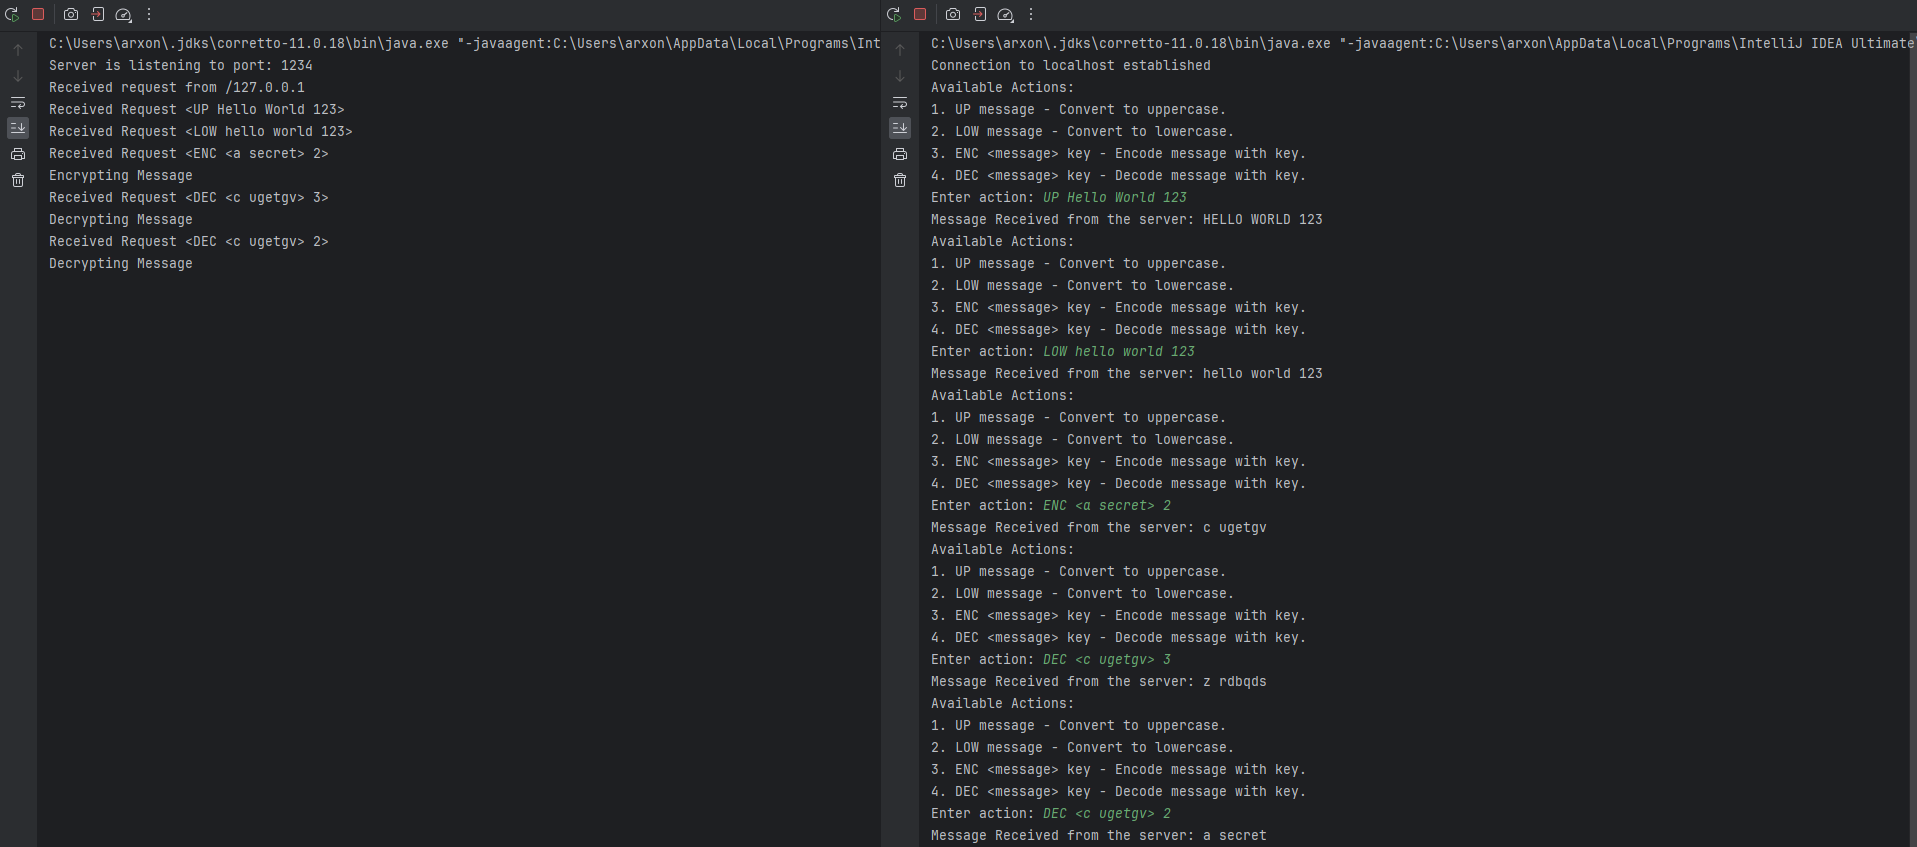 C:\Users\arxon\.jdks\corretto-11.0.18\bin\java.exe "-javaagent:C:\Users\arxon\AppData\Local\Programs\Int
Server is listening to port: 1234
Received request from /127.0.0.1
Received Request <UP Hello World 123>
Received Request <LOW hello world 123>
Received Request <ENC <a secret> 2>
Encrypting Message
Received Request <DEC <c ugetgv> 3>
Decrypting Message
Received Request <DEC <c ugetgv> 2>
Decrypting Message
C:\Users\arxon\.jdks\corretto-11.0.18\bin\java.exe "-javaagent:C:\Users\arxon\AppData\Local\Programs\IntelliJ IDEA Ultimate
Connection to localhost established
Available Actions:
1. UP message - Convert to uppercase.
2. LOW message - Convert to lowercase.
3. ENC <message> key - Encode message with key.
4. DEC <message> key - Decode message with key.
Enter action: UP Hello World 123
Message Received from the server: HELLO WORLD 123
Available Actions:
1. UP message - Convert to uppercase.
2. LOW message - Convert to lowercase.
3. ENC <message> key - Encode message with key.
4. DEC <message> key - Decode message with key.
Enter action: LOW hello world 123
Message Received from the server: hello world 123
Available Actions:
1. UP message - Convert to uppercase.
2. LOW message - Convert to lowercase.
3. ENC <message> key - Encode message with key.
4. DEC <message> key - Decode message with key.
Enter action: ENC <a secret> 2
Message Received from the server: c ugetgv
Available Actions:
1. UP message - Convert to uppercase.
2. LOW message - Convert to lowercase.
3. ENC <message> key - Encode message with key.
4. DEC <message> key - Decode message with key.
Enter action: DEC <c ugetgv> 3
Message Received from the server: z rdbqds
Available Actions:
1. UP message - Convert to uppercase.
2. LOW message - Convert to lowercase.
3. ENC <message> key - Encode message with key.
4. DEC <message> key - Decode message with key.
Enter action: DEC <c ugetgv> 2
Message Received from the server: a secret